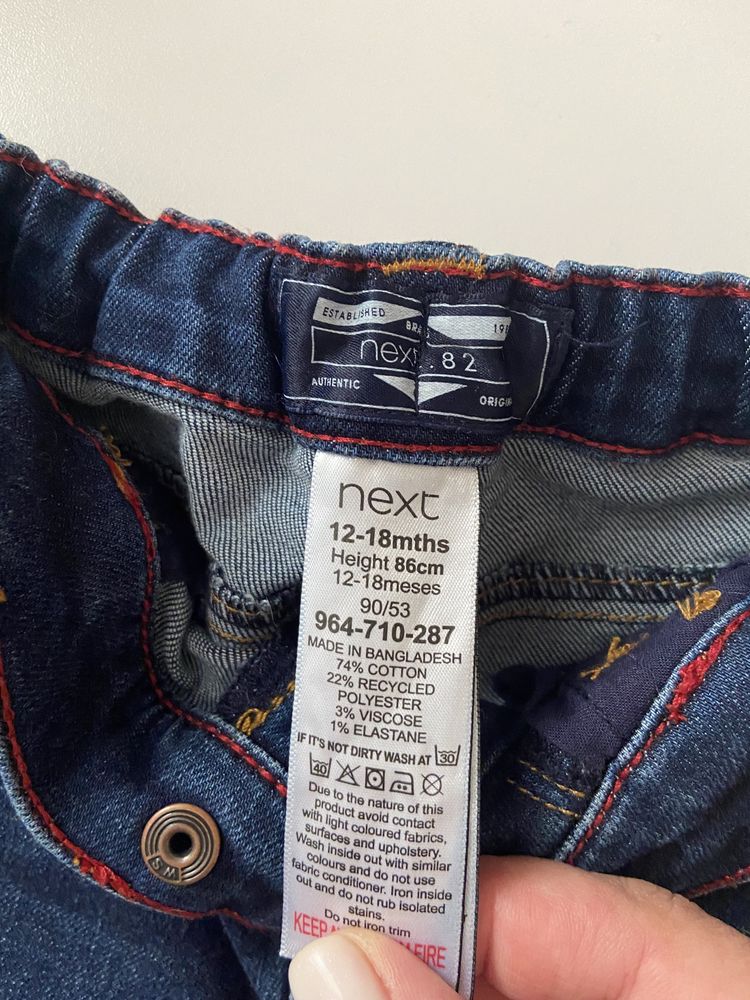 ESTABLISHED
next.82
AUTHENTIC
next
12-18mths
Height 86cm
12-18meses
90/53
964-710-287
MADE IN BANGLADESH
74% COTTON
22% RECYCLED
POLYESTER
3% VISCOSE
1% ELASTANE
IF IT'S NOT DIRTY WASH AT 30
40
Due to the nature of this
product avoid contact
with light coloured fabrics,
surfaces and upholstery.
Wash inside out with similar
colours and do not use
fabric conditioner. Iron inside
out and do not rub isolated
stains.
Do not iron trim
KEEP FIRE
SM